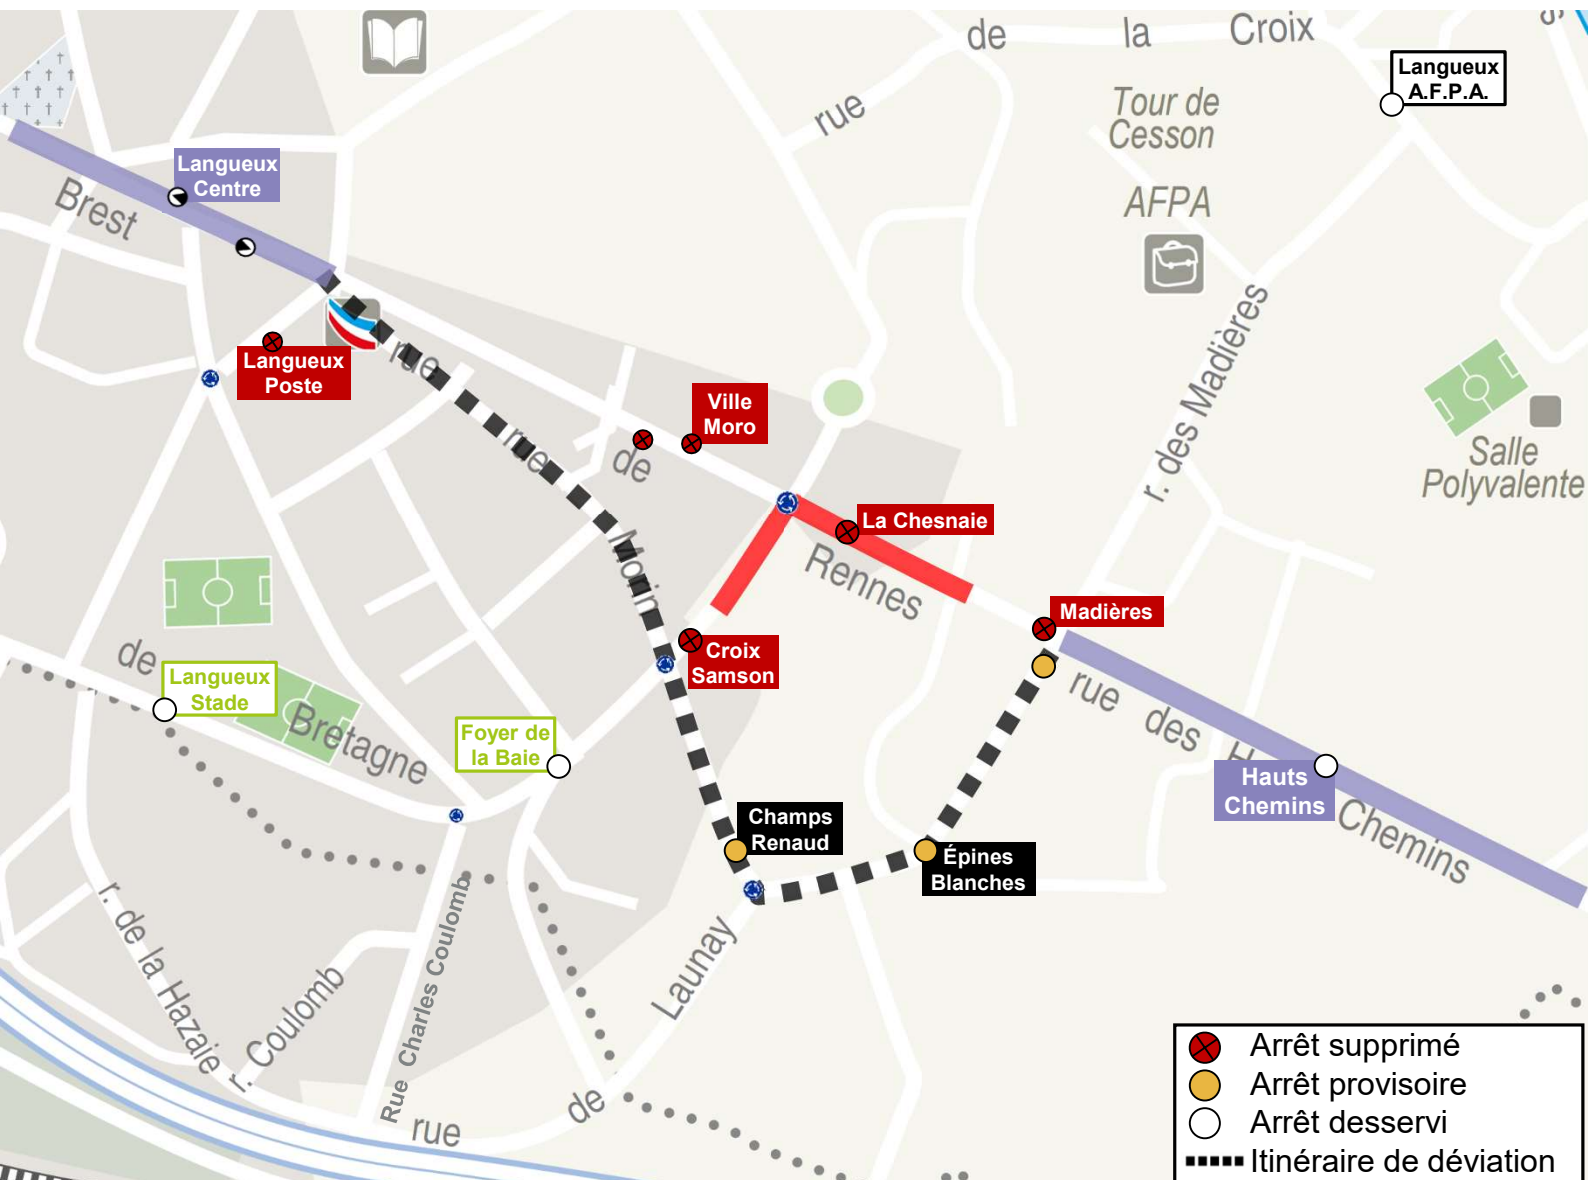 de la Croix
Langueux
A.F.P.A.
rue
Tour de
Cesson
AFPA
Langueux
Centre
Brest
r. des Madières
Langueux
Poste
rue
Ville
Moro
rue
de
Salle
Polyvalente
La Chesnaie
Rennes
Morin
Madières
Croix
Samson
de
Langueux
Stade
Bretagne
Foyer de
la Baie
rue des H
Chemins
Hauts
Chemins
Champs
Renaud
Épines
Blanches
r. de la Hazaie
r. Coulomb
Rue Charles Coulomb
rue de Launay
Arrêt supprimé
Arrêt provisoire
Arrêt desservi
Itinéraire de déviation